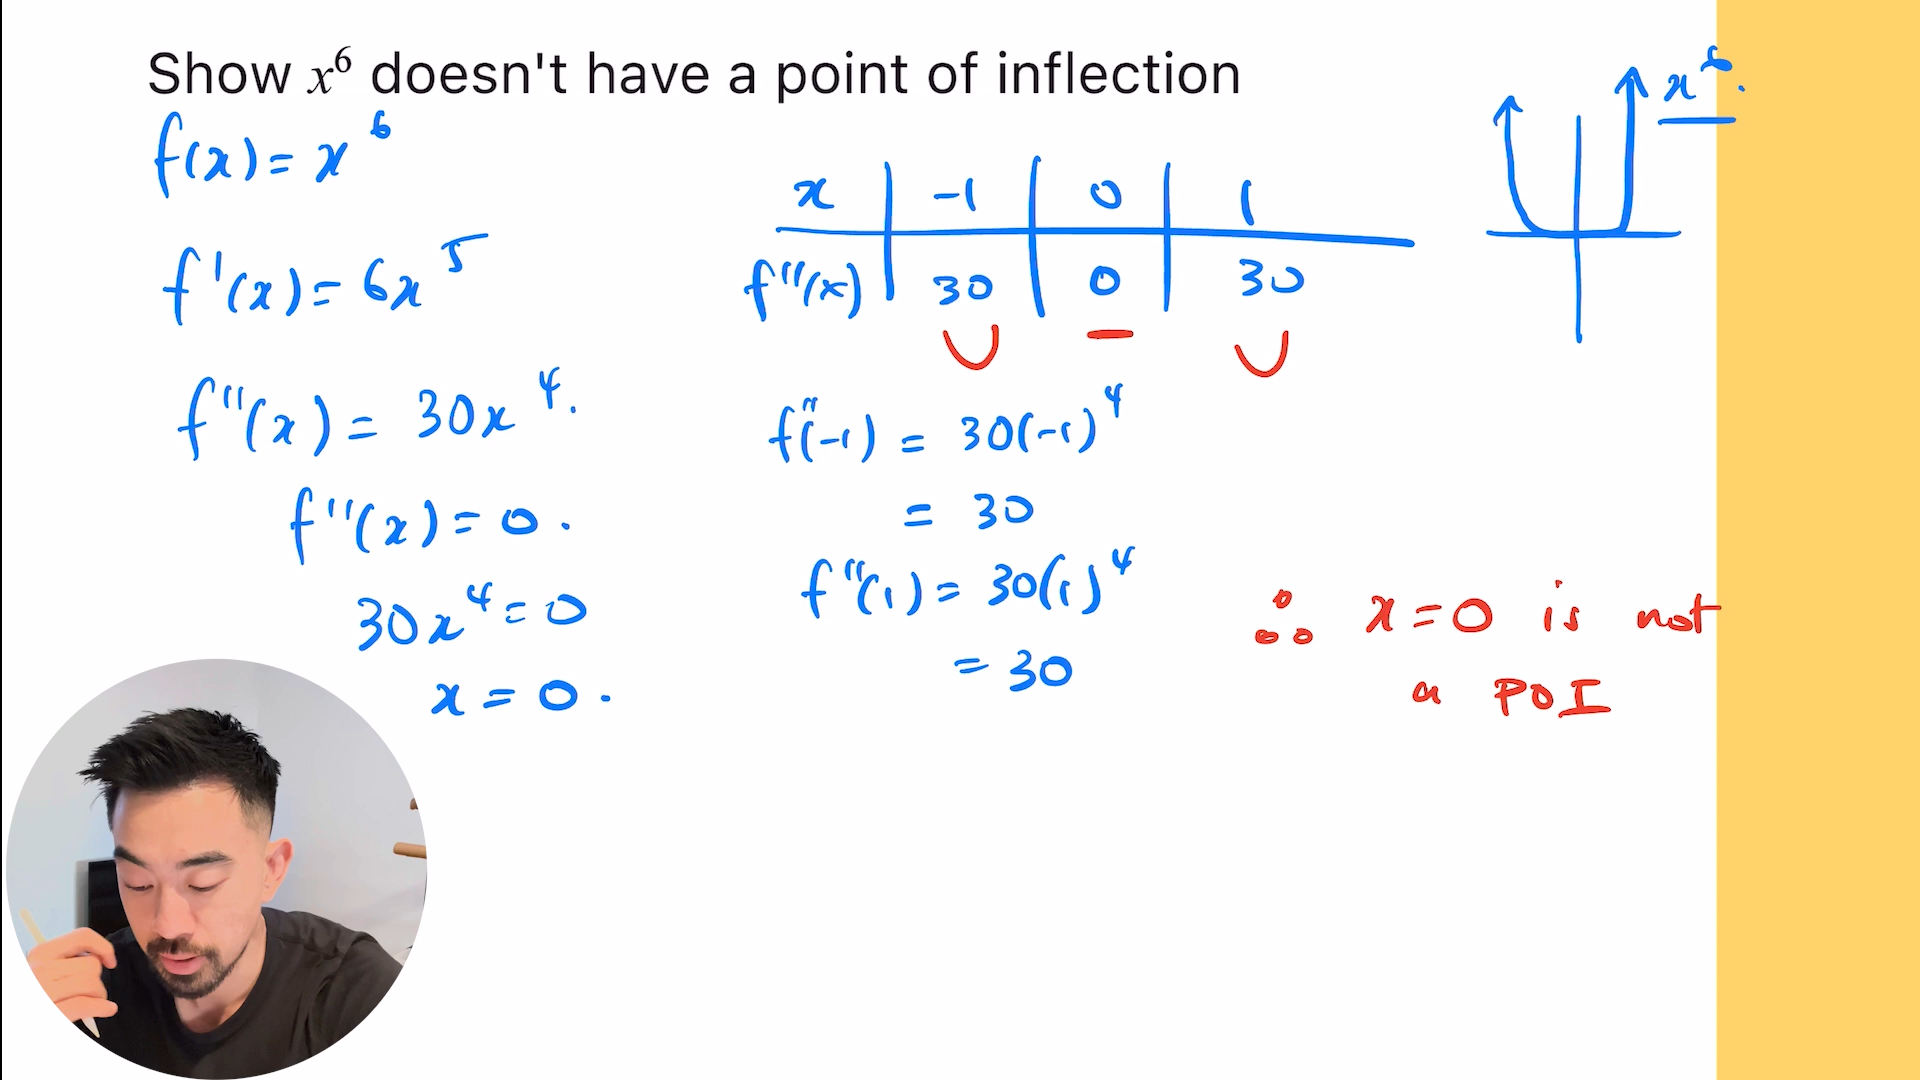 Show x⁶ doesn't have a point of inflection
f(x) = x⁶
f'(x) = 6x⁵
f''(x) = 30x⁴.
f''(x) = 0.
30x⁴ = 0
x = 0.
x | -1 | 0 | 1
f''(x) | 30 | 0 | 30
f''(-1) = 30(-1)⁴
= 30
f''(1) = 30(1)⁴
= 30
x⁶.
∴ x = 0 is not
a POI